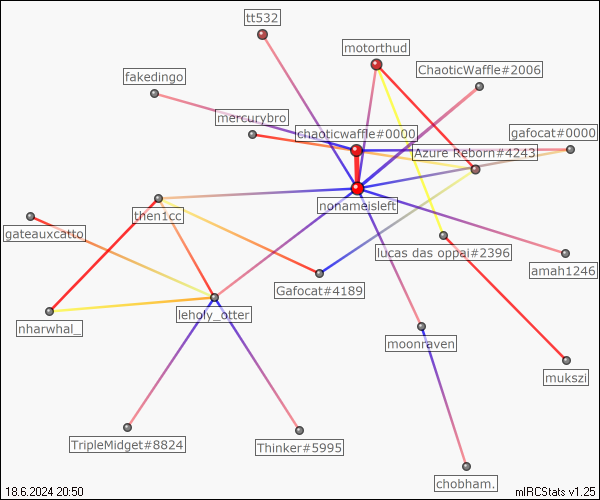 tt532
motorthud
ChaoticWaffle#2006
fakedingo
mercurybro
chaoticwaffle#0000
gafocat#0000
Azure Reborn#4243
nonameisleft
then1cc
gateauxcatto
lucas das oppai#2396
amah1246
Gafocat#4189
leholy_otter
nharwhal_
moonraven
mukszi
TripleMidget#8824
Thinker#5995
chobham.
18.6.2024 20:50
mIRCStats v1.25